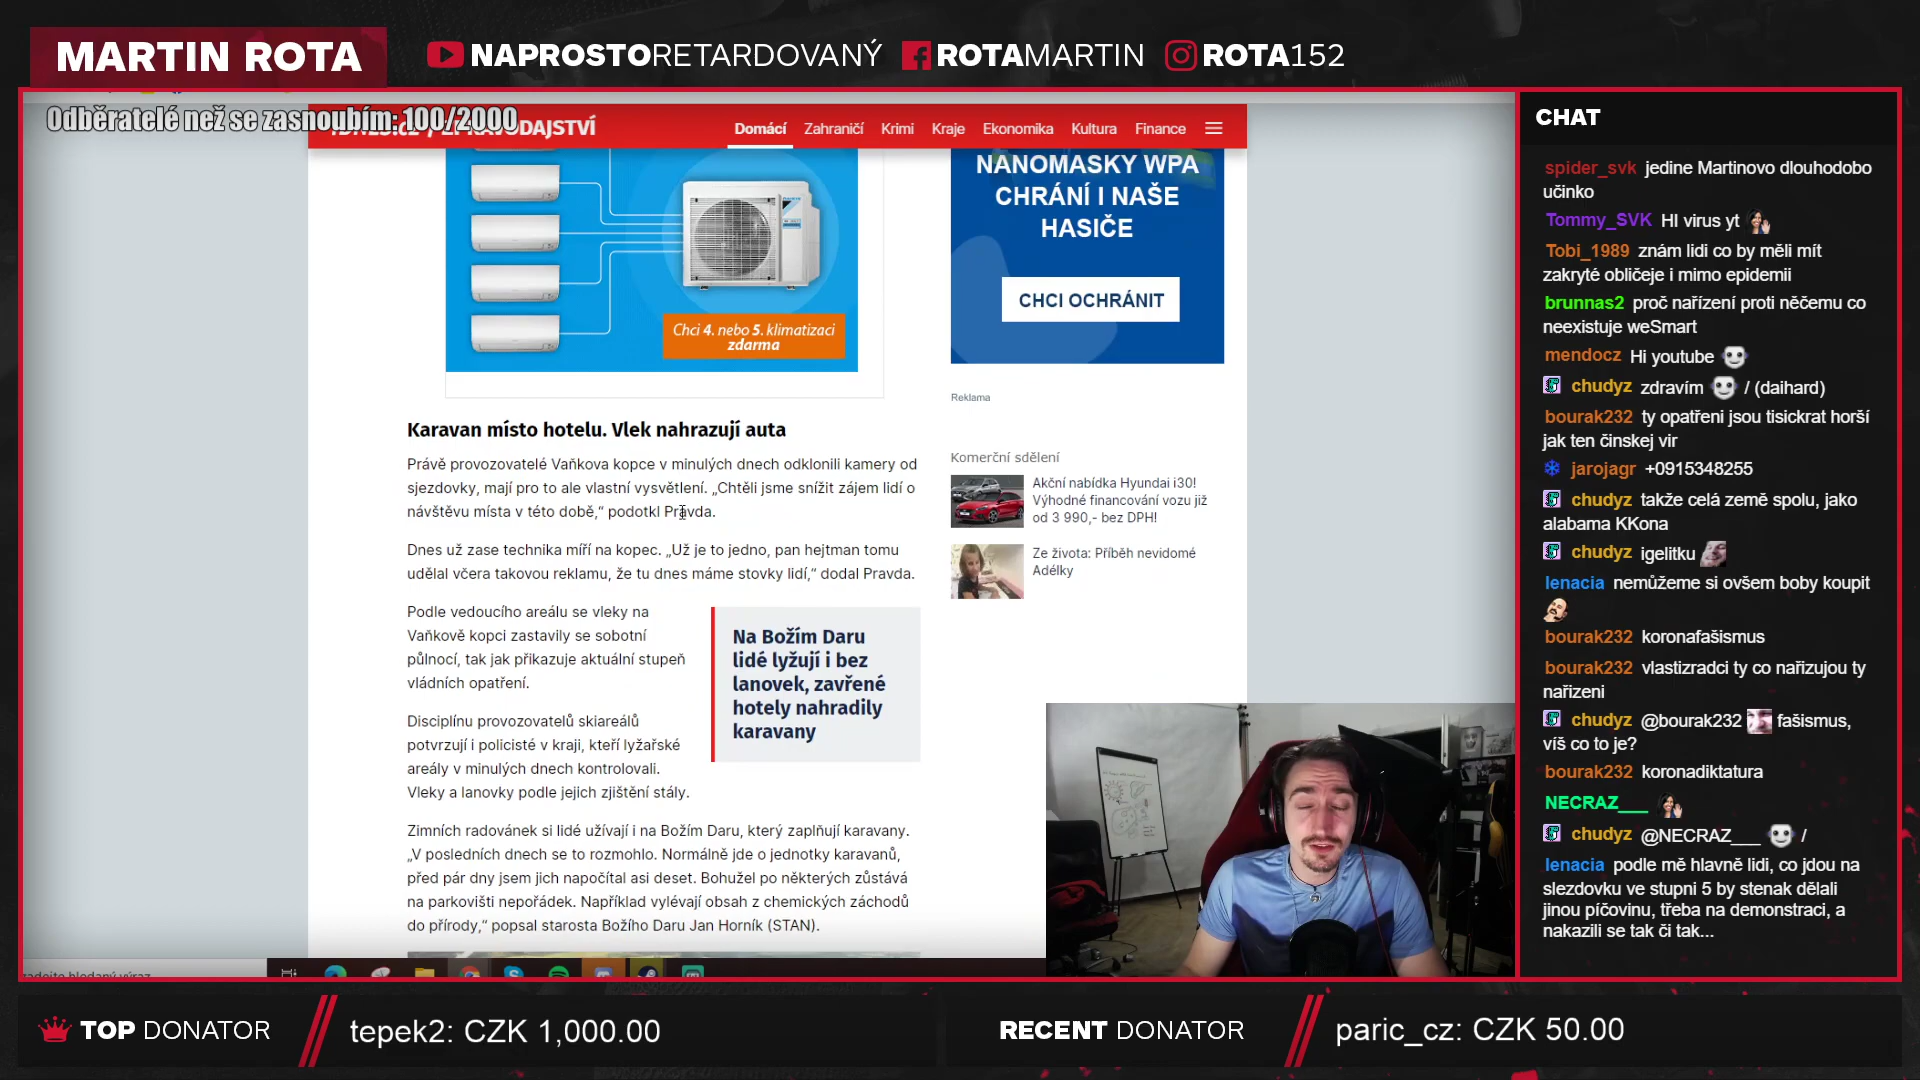 MARTIN ROTA
NAPROSTORETARDOVANÝ
ROTAMARTIN
ROTA152
Odběratelé než se zasnoubím: 100/2000
DAJSTVÍ
Domácí Zahraničí Krimi Kraje Ekonomika Kultura Finance
Chci 4. nebo 5. klimatizaci
zdarma
NANOMASKY WPA
CHRÁNÍ I NAŠE
HASIČE
CHCI OCHRÁNIT
Reklama
Karavan místo hotelu. Vlek nahrazují auta
Právě provozovatelé Vaňkova kopce v minulých dnech odklonili kamery od
sjezdovky, mají pro to ale vlastní vysvětlení. „Chtěli jsme snížit zájem lidí o
návštěvu místa v této době,“ podotkl Pravda.
Dnes už zase technika míří na kopec. „Už je to jedno, pan hejtman tomu
udělal včera takovou reklamu, že tu dnes máme stovky lidí,“ dodal Pravda.
Podle vedoucího areálu se vleky na
Vaňkově kopci zastavily se sobotní
půlnocí, tak jak přikazuje aktuální stupeň
vládních opatření.
Na Božím Daru
lidé lyžují i bez
lanovek, zavřené
hotely nahradily
karavany
Disciplínu provozovatelů skiareálů
potvrzují i policisté v kraji, kteří lyžařské
areály v minulých dnech kontrolovali.
Vleky a lanovky podle jejich zjištění stály.
Zimních radovánek si lidé užívají i na Božím Daru, který zaplňují karavany.
„V posledních dnech se to rozmohlo. Normálně jde o jednotky karavanů,
před pár dny jsem jich napočítal asi deset. Bohužel po některých zůstává
na parkovišti nepořádek. Například vylévají obsah z chemických záchodů
do přírody,“ popsal starosta Božího Daru Jan Horník (STAN).
Komerční sdělení
Akční nabídka Hyundai i30!
Výhodné financování vozu již
od 3 990,- bez DPH!
Ze života: Příběh nevidomé
Adélky
CHAT
spider_svk jedine Martinovo dlouhodobo
učinko
Tommy_SVK HI virus yt
Tobi_1989 znám lidi co by měli mít
zakryté obličeje i mimo epidemii
brunnas2 proč nařízení proti něčemu co
neexistuje weSmart
mendocz Hi youtube
chudyz zdravím / (daihard)
bourak232 ty opatřeni jsou tisickrat horší
jak ten činskej vir
jarojagr +0915348255
chudyz takže celá země spolu, jako
alabama KKona
chudyz igelitku
lenacia nemůžeme si ovšem boby koupit
bourak232 koronafašismus
bourak232 vlastizradci ty co nařizujou ty
nařizeni
chudyz @bourak232 fašismus,
víš co to je?
bourak232 koronadiktatura
NECRAZ___
chudyz @NECRAZ___ /
lenacia podle mě hlavně lidi, co jdou na
slezdovku ve stupni 5 by stenak dělali
jinou píčovinu, třeba na demonstraci, a
nakazili se tak či tak...
TOP DONATOR
tepek2: CZK 1,000.00
RECENT DONATOR
paric_cz: CZK 50.00